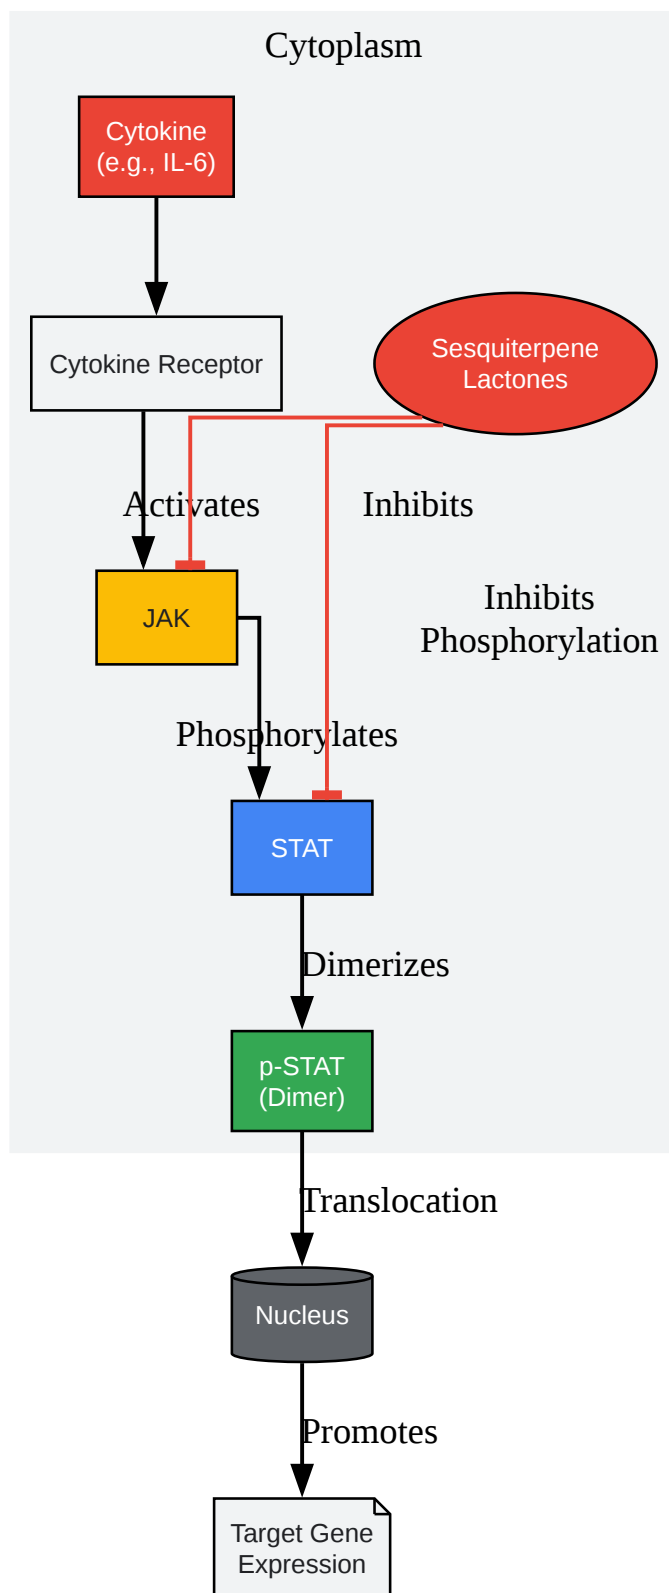 Cytoplasm
Cytokine
(e.g., IL-6)
Cytokine Receptor
Sesquiterpene
Lactones
Activates
Inhibits
Inhibits
Phosphorylation
JAK
Phosphorylates
STAT
Dimerizes
p-STAT
(Dimer)
Translocation
Nucleus
Promotes
Target Gene
Expression